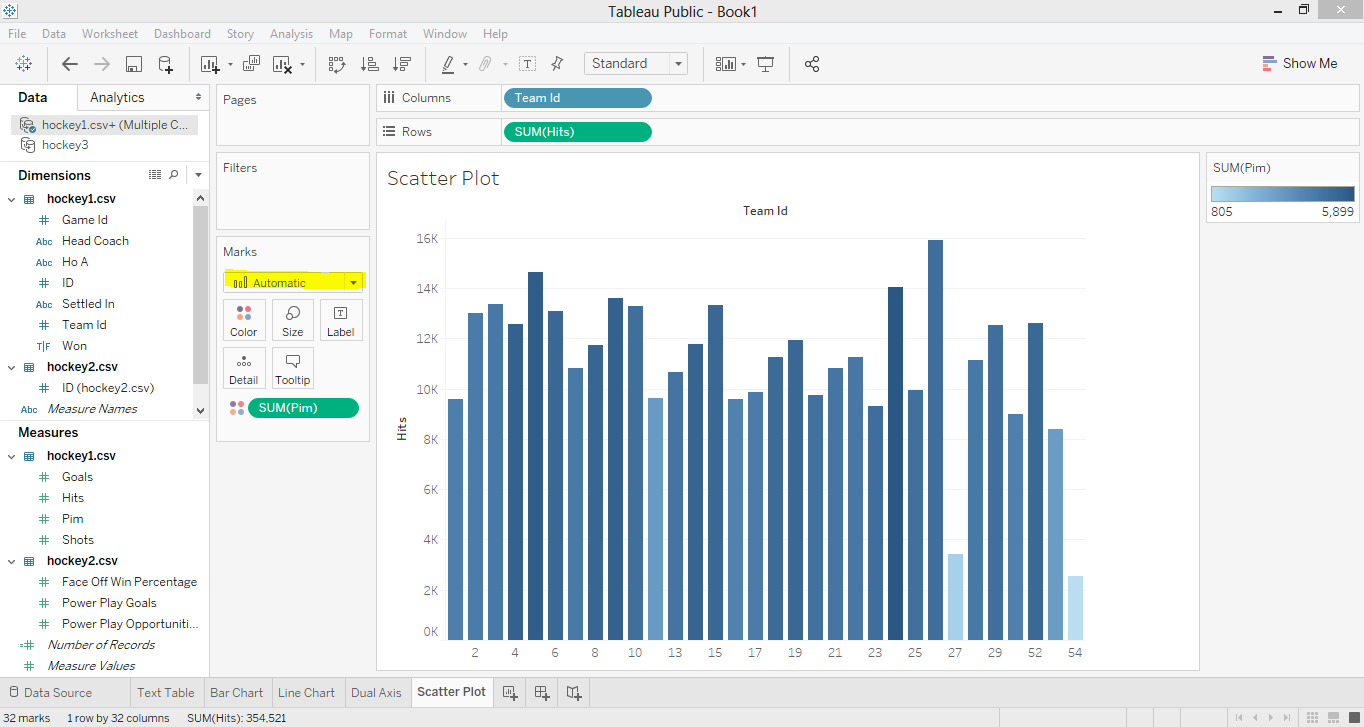 Tableau Public - Book1
File Data Worksheet Dashboard Story Analysis Map Format Window Help
Standard
Show Me
Data Analytics
hockey1.csv+ (Multiple C...
hockey3
Dimensions
hockey1.csv
# Game Id
Abc Head Coach
Abc Ho A
# ID
Abc Settled In
# Team Id
T|F Won
hockey2.csv
# ID (hockey2.csv)
Abc Measure Names
Measures
hockey1.csv
# Goals
# Hits
# Pim
# Shots
hockey2.csv
# Face Off Win Percentage
# Power Play Goals
# Power Play Opportuniti...
=# Number of Records
# Measure Values
Pages
Filters
Marks
Automatic
Color Size Label
Detail Tooltip
SUM(Pim)
Columns Team Id
Rows SUM(Hits)
Scatter Plot
Team Id
16K
14K
12K
10K
8K
6K
4K
2K
0K
Hits
2 4 6 8 10 13 15 17 19 21 23 25 27 29 52 54
SUM(Pim)
805 5,899
Data Source Text Table Bar Chart Line Chart Dual Axis Scatter Plot
32 marks 1 row by 32 columns SUM(Hits): 354,521